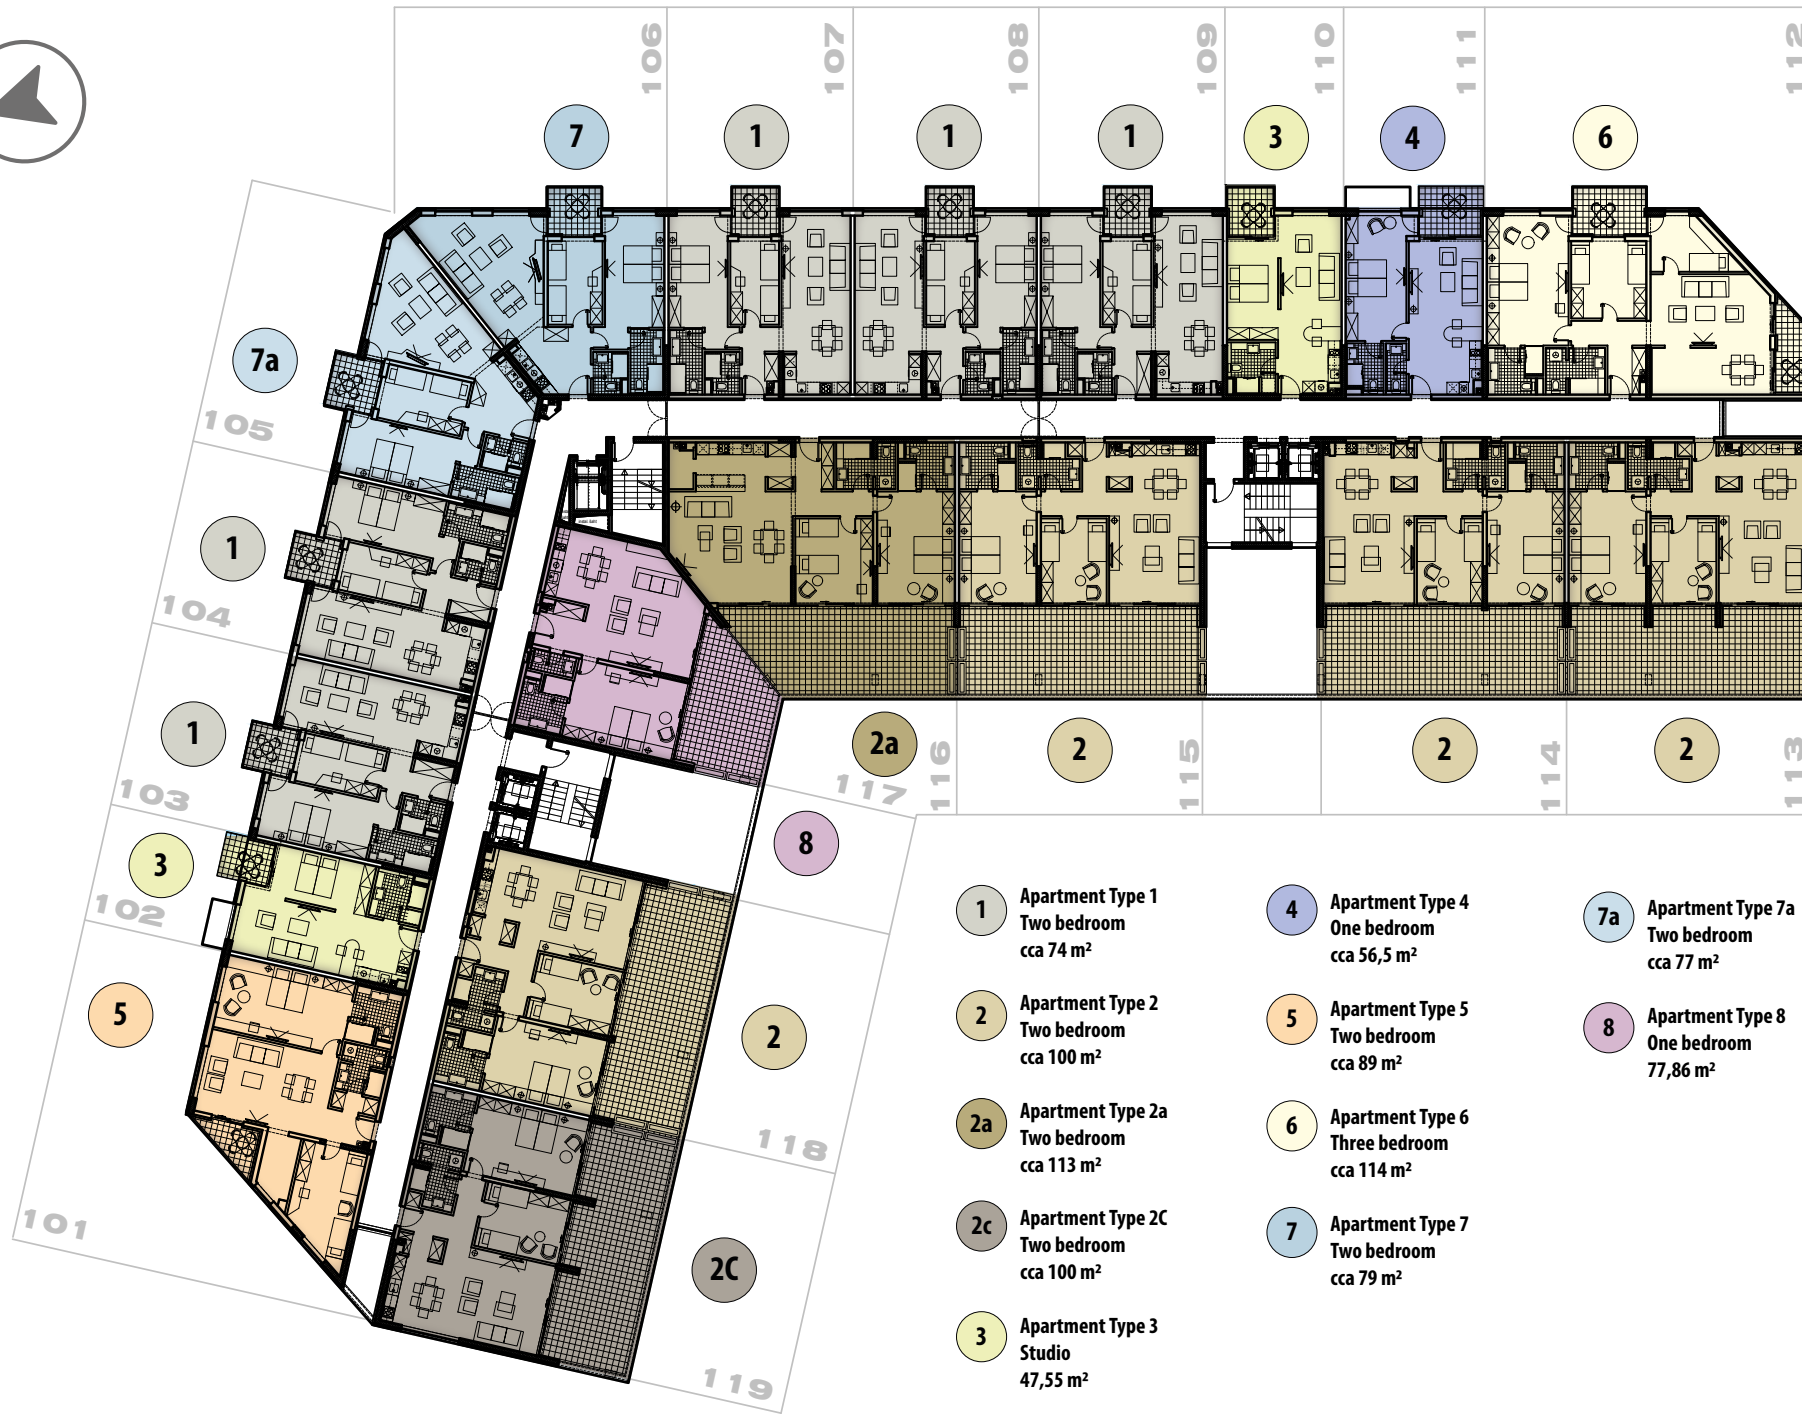 106
107
108
109
110
111
112
7
1
1
1
3
4
6
7a
105
1
104
1
103
3
102
5
101
2a
116
2
115
2
114
2
113
117
8
2
118
2C
119
1
Apartment Type 1
Two bedroom
cca 74 m²
2
Apartment Type 2
Two bedroom
cca 100 m²
2a
Apartment Type 2a
Two bedroom
cca 113 m²
2c
Apartment Type 2C
Two bedroom
cca 100 m²
3
Apartment Type 3
Studio
47,55 m²
4
Apartment Type 4
One bedroom
cca 56,5 m²
5
Apartment Type 5
Two bedroom
cca 89 m²
6
Apartment Type 6
Three bedroom
cca 114 m²
7
Apartment Type 7
Two bedroom
cca 79 m²
7a
Apartment Type 7a
Two bedroom
cca 77 m²
8
Apartment Type 8
One bedroom
77,86 m²